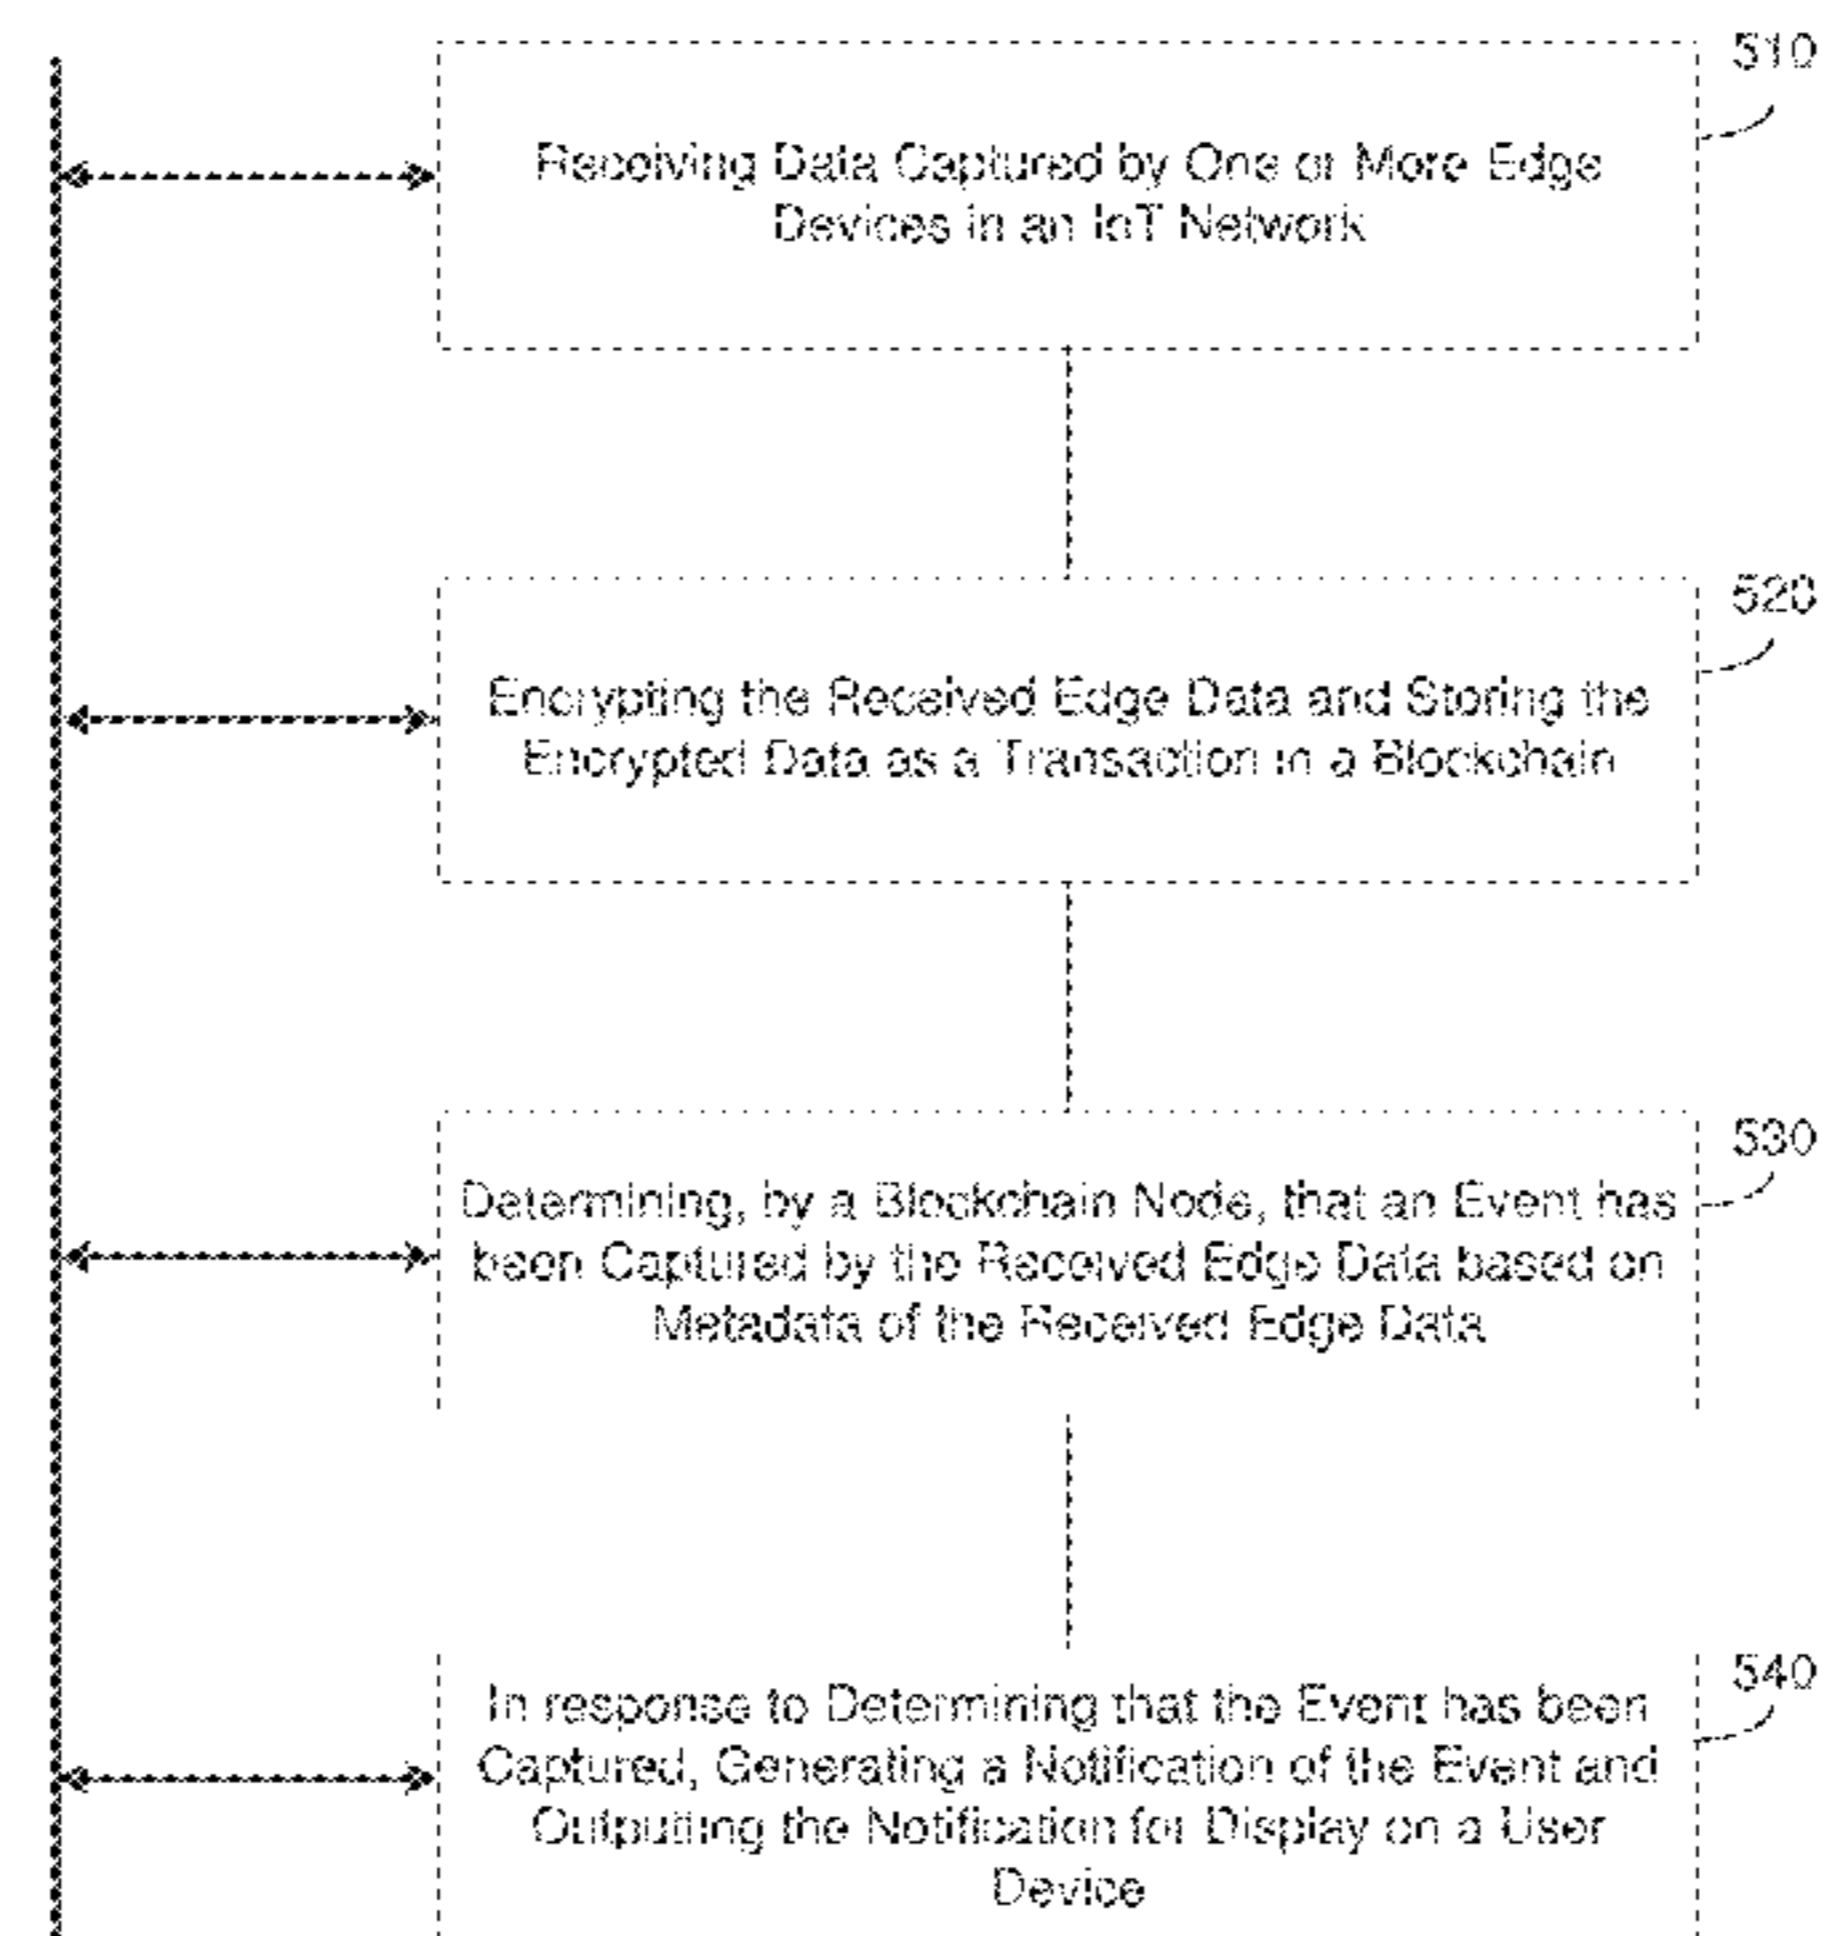 510
Receiving Data Captured by One or More Edge
Devices in an IoT Network
520
Encrypting the Received Edge Data and Storing the
Encrypted Data as a Transaction in a Blockchain
530
Determining, by a Blockchain Node, that an Event has
been Captured by the Received Edge Data based on
Metadata of the Received Edge Data
540
In response to Determining that the Event has been
Captured, Generating a Notification of the Event and
Outputting the Notification for Display on a User
Device